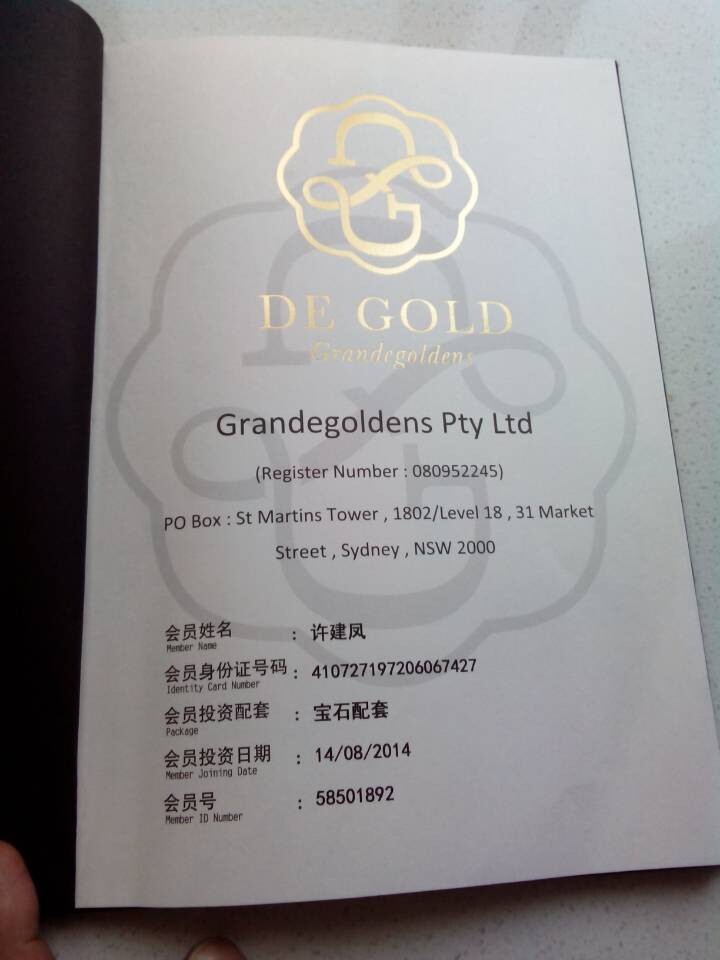 DE GOLD
Grandegoldens
Grandegoldens Pty Ltd
(Register Number : 080952245)
PO Box : St Martins Tower , 1802/Level 18 , 31 Market
Street , Sydney , NSW 2000
会员姓名 : 许建凤
Member Name
会员身份证号码 : 410727197206067427
Identity Card Number
会员投资配套 : 宝石配套
Package
会员投资日期 : 14/08/2014
Member Joining Date
会员号 : 58501892
Member ID Number